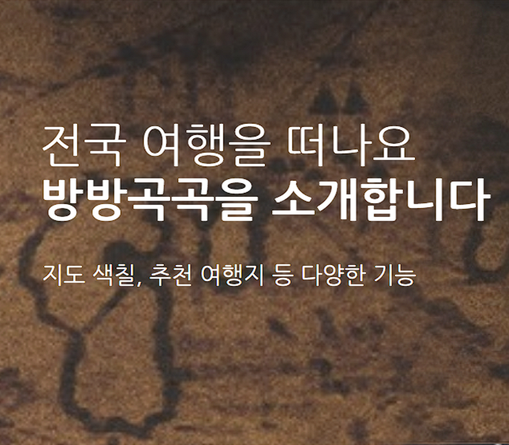 전국 여행을 떠나요
방방곡곡을 소개합니다
지도 색칠, 추천 여행지 등 다양한 기능